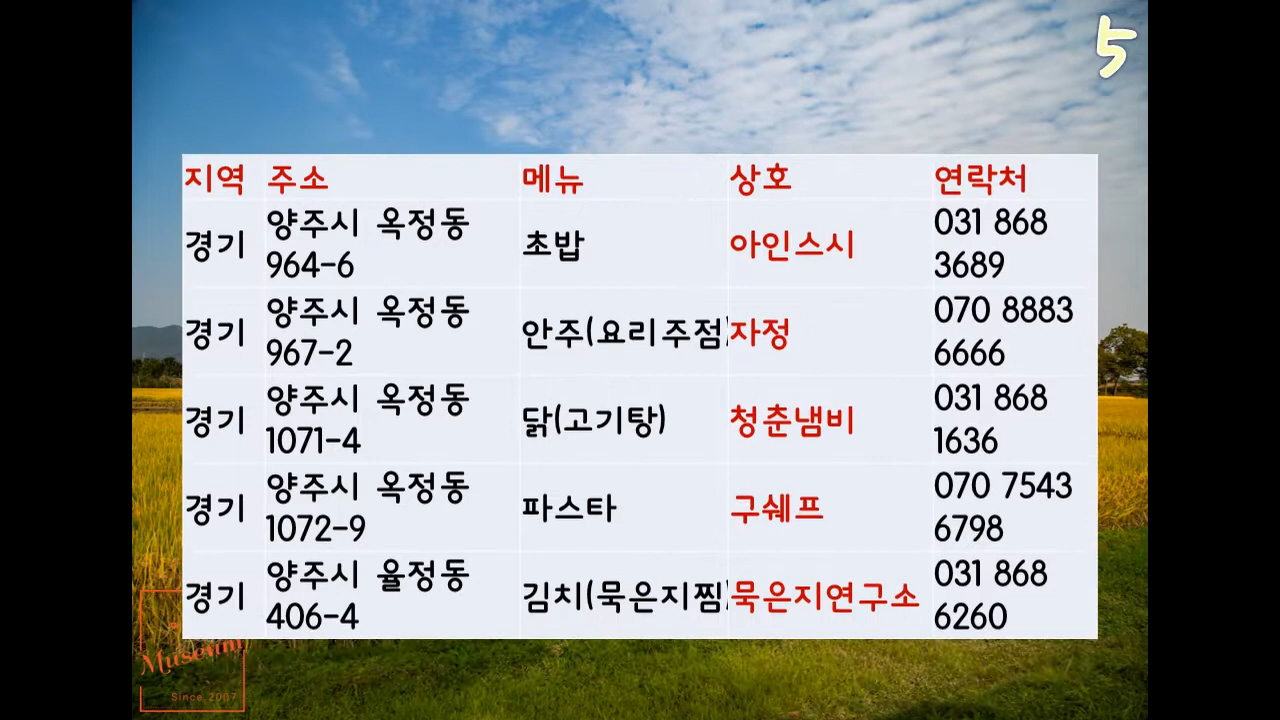 5
지역 주소 메뉴 상호 연락처
경기 양주시 옥정동 964-6 초밥 아인스시 031 868 3689
경기 양주시 옥정동 967-2 안주(요리주점) 자정 070 8883 6666
경기 양주시 옥정동 1071-4 닭(고기탕) 청춘냄비 031 868 1636
경기 양주시 옥정동 1072-9 파스타 구쉐프 070 7543 6798
경기 양주시 율정동 406-4 김치(묵은지찜) 묵은지연구소 031 868 6260
Museum
Since 2007